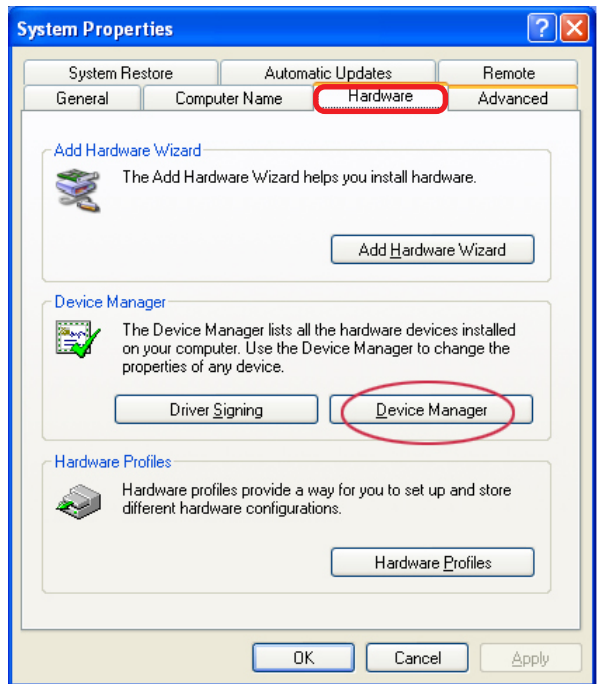 System Properties
System Restore Automatic Updates Remote
General Computer Name Hardware Advanced
Add Hardware Wizard
The Add Hardware Wizard helps you install hardware.
Add Hardware Wizard
Device Manager
The Device Manager lists all the hardware devices installed
on your computer. Use the Device Manager to change the
properties of any device.
Driver Signing Device Manager
Hardware Profiles
Hardware profiles provide a way for you to set up and store
different hardware configurations.
Hardware Profiles
OK Cancel Apply